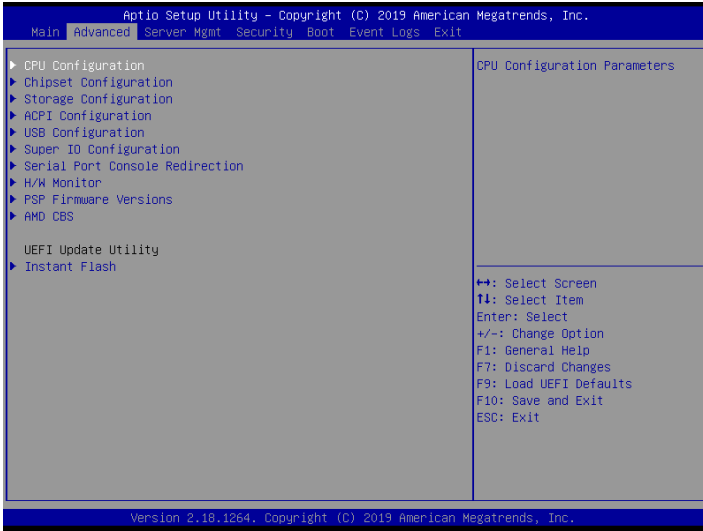 Aptio Setup Utility – Copyright (C) 2019 American Megatrends, Inc.
Main Advanced Server Mgmt Security Boot Event Logs Exit
▶ CPU Configuration
▶ Chipset Configuration
▶ Storage Configuration
▶ ACPI Configuration
▶ USB Configuration
▶ Super IO Configuration
▶ Serial Port Console Redirection
▶ H/W Monitor
▶ PSP Firmware Versions
▶ AMD CBS
UEFI Update Utility
▶ Instant Flash
CPU Configuration Parameters
↔: Select Screen
↑↓: Select Item
Enter: Select
+/-: Change Option
F1: General Help
F7: Discard Changes
F9: Load UEFI Defaults
F10: Save and Exit
ESC: Exit
Version 2.18.1264. Copyright (C) 2019 American Megatrends, Inc.